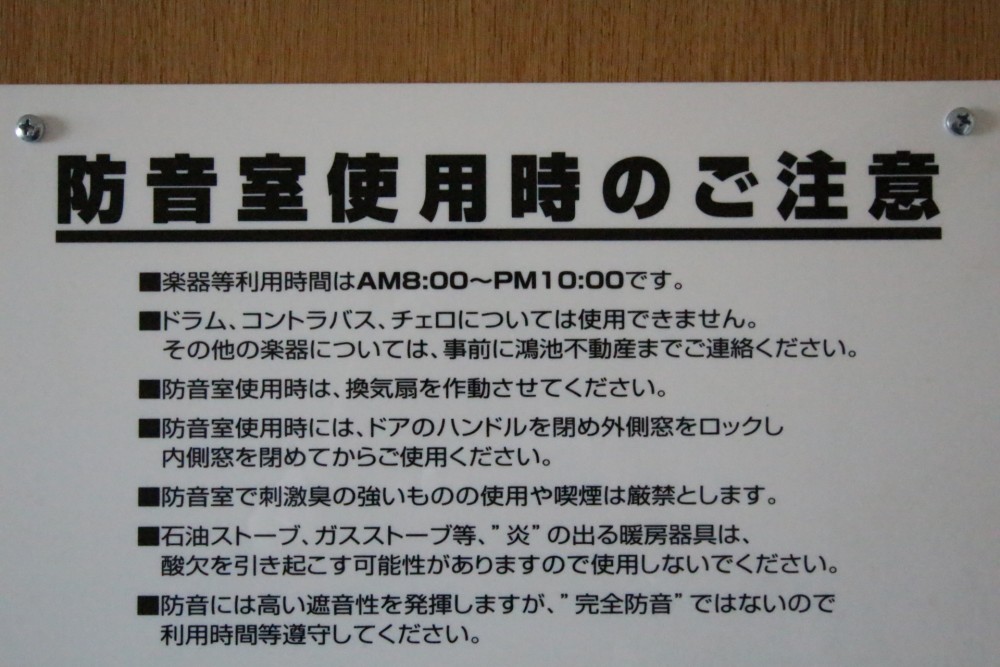 防音室使用時のご注意
■楽器等利用時間はAM8:00～PM10:00です。
■ドラム、コントラバス、チェロについては使用できません。
その他の楽器については、事前に鴻池不動産までご連絡ください。
■防音室使用時は、換気扇を作動させてください。
■防音室使用時には、ドアのハンドルを閉め外側窓をロックし
内側窓を閉めてからご使用ください。
■防音室で刺激臭の強いものの使用や喫煙は厳禁とします。
■石油ストーブ、ガスストーブ等、”炎”の出る暖房器具は、
酸欠を引き起こす可能性がありますので使用しないでください。
■防音には高い遮音性を発揮しますが、”完全防音”ではないので
利用時間等遵守してください。